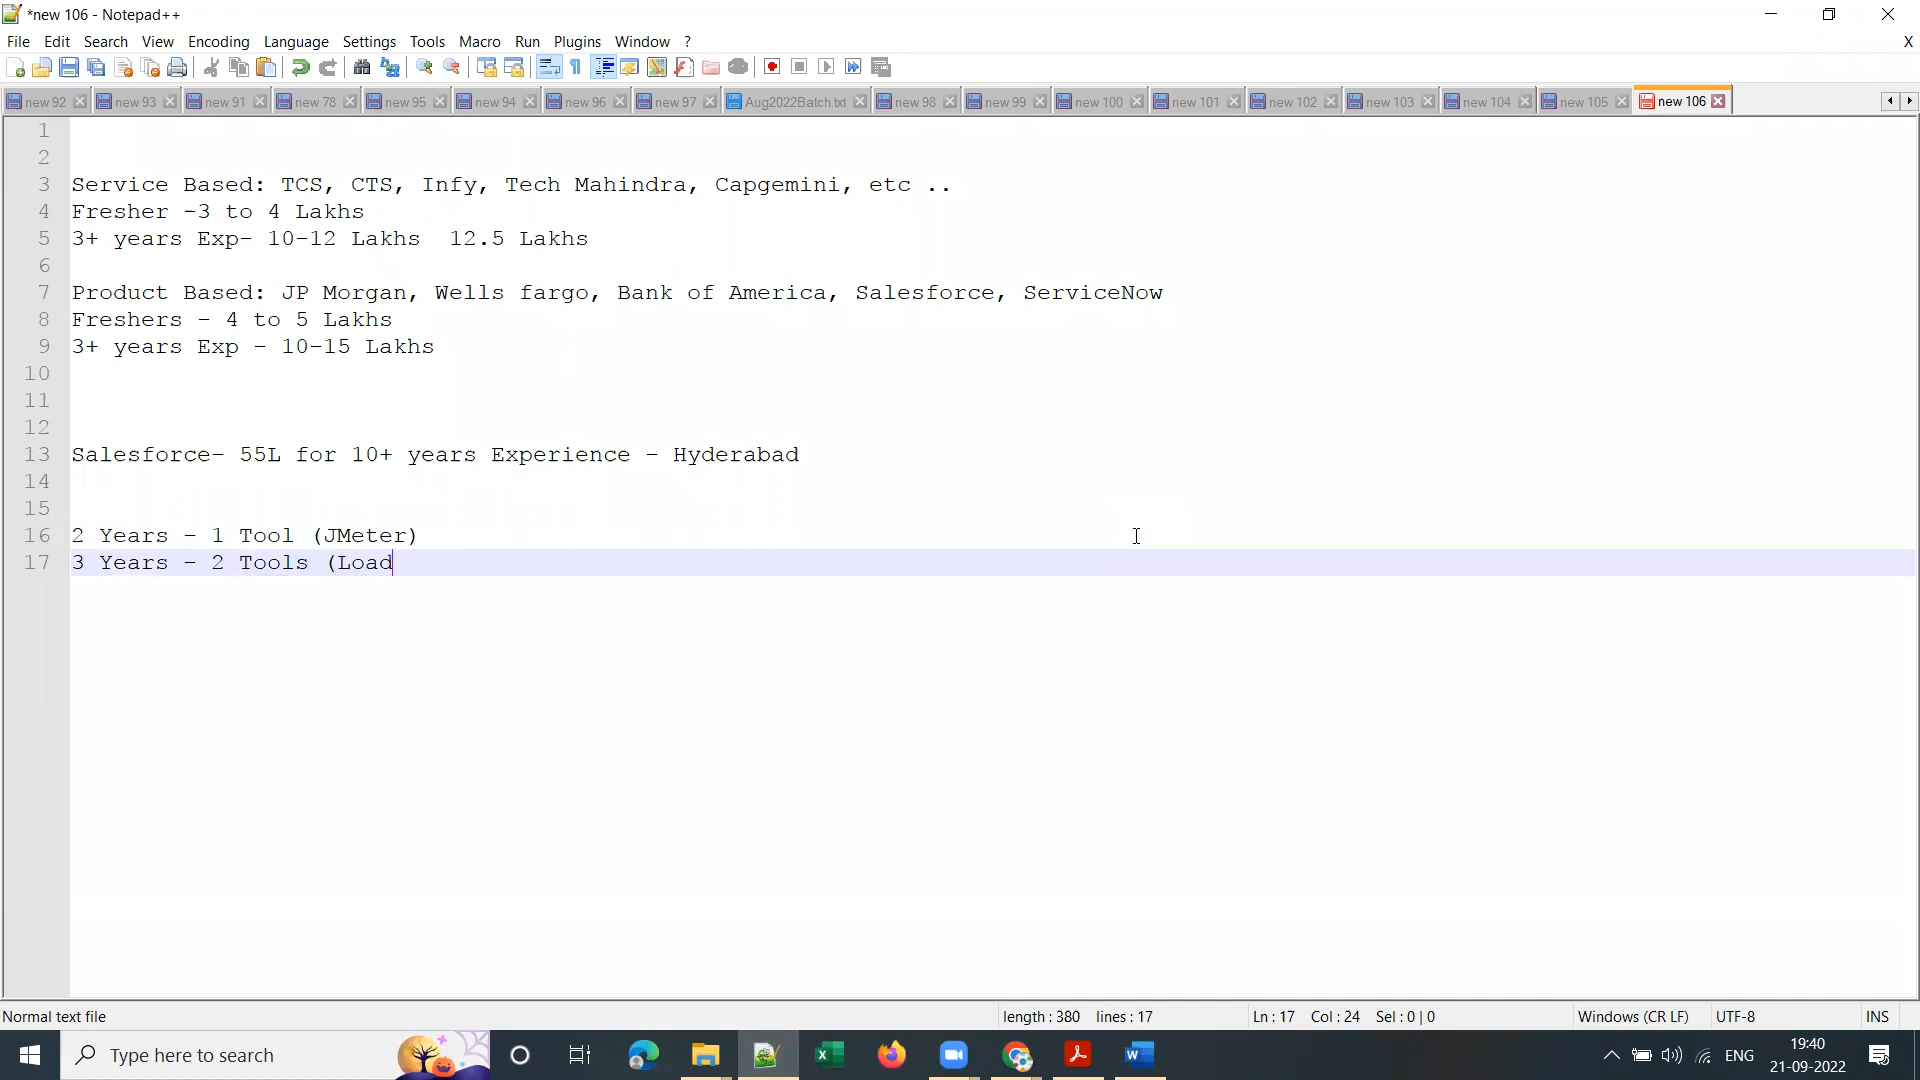 *new 106 - Notepad++
File Edit Search View Encoding Language Settings Tools Macro Run Plugins Window ? X
new 92 new 93 new 91 new 78 new 95 new 94 new 96 new 97 Aug2022Batch.txt new 98 new 99 new 100 new 101 new 102 new 103 new 104 new 105 new 106
1
2
3 Service Based: TCS, CTS, Infy, Tech Mahindra, Capgemini, etc ..
4 Fresher -3 to 4 Lakhs
5 3+ years Exp- 10-12 Lakhs  12.5 Lakhs
6
7 Product Based: JP Morgan, Wells fargo, Bank of America, Salesforce, ServiceNow
8 Freshers - 4 to 5 Lakhs
9 3+ years Exp - 10-15 Lakhs
10
11
12
13 Salesforce- 55L for 10+ years Experience - Hyderabad
14
15
16 2 Years - 1 Tool (JMeter)
17 3 Years - 2 Tools (Load
Normal text file length : 380 lines : 17 Ln : 17 Col : 24 Sel : 0 | 0 Windows (CR LF) UTF-8 INS
Type here to search ENG 19:40
21-09-2022